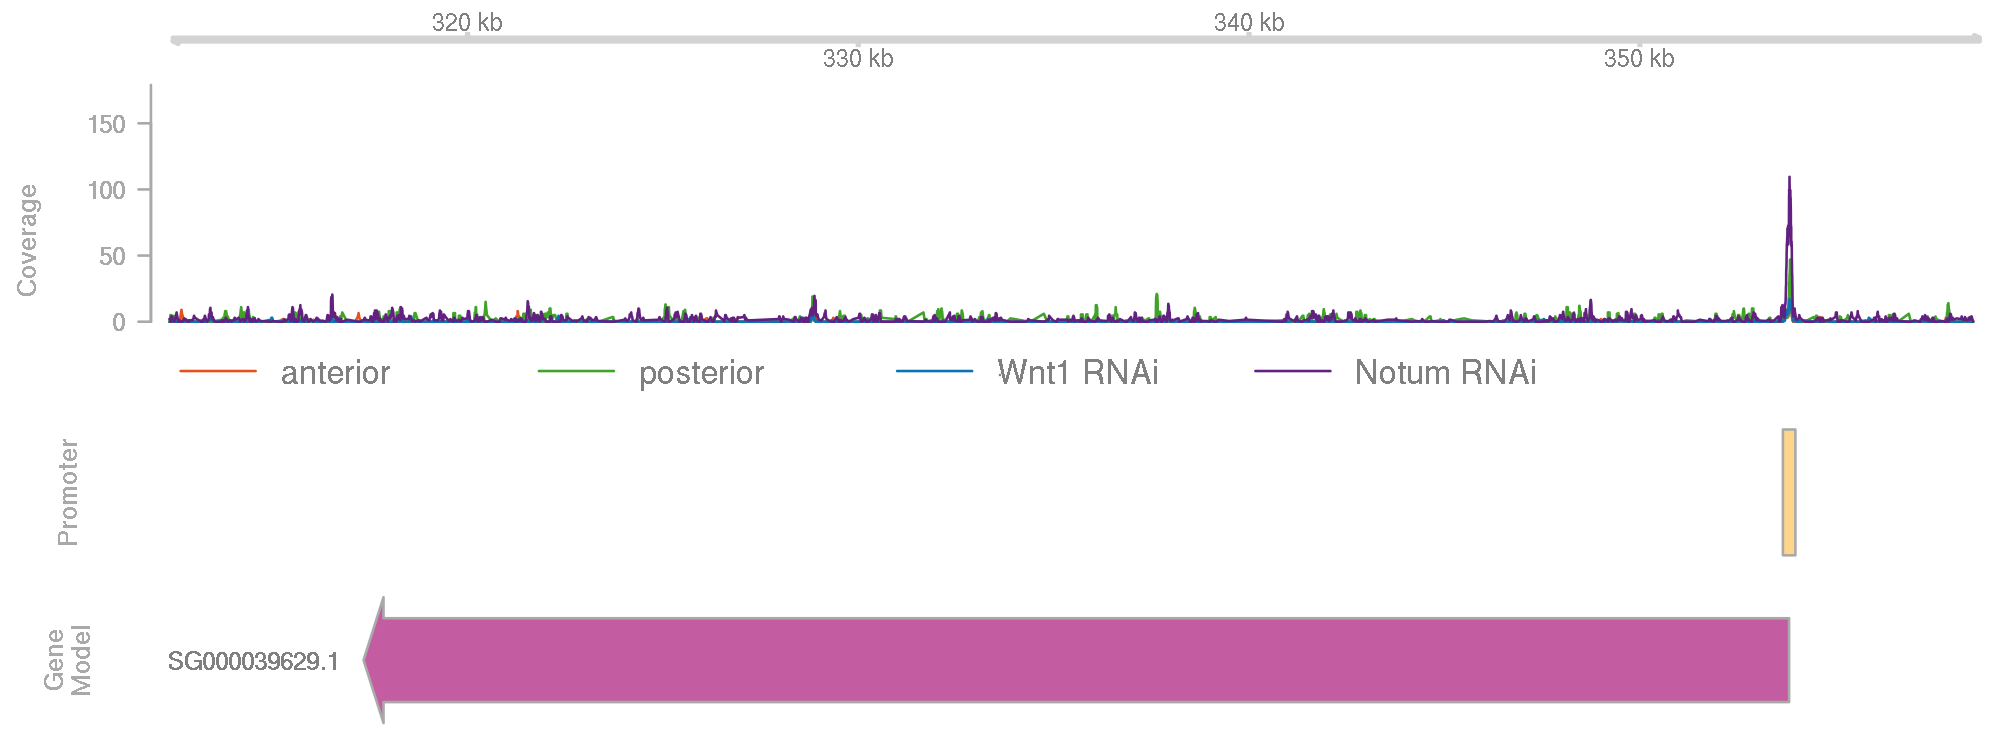 320 kb
340 kb
330 kb
350 kb
Coverage
150
100
50
0
anterior posterior Wnt1 RNAi Notum RNAi
Promoter
Gene
Model
SG000039629.1